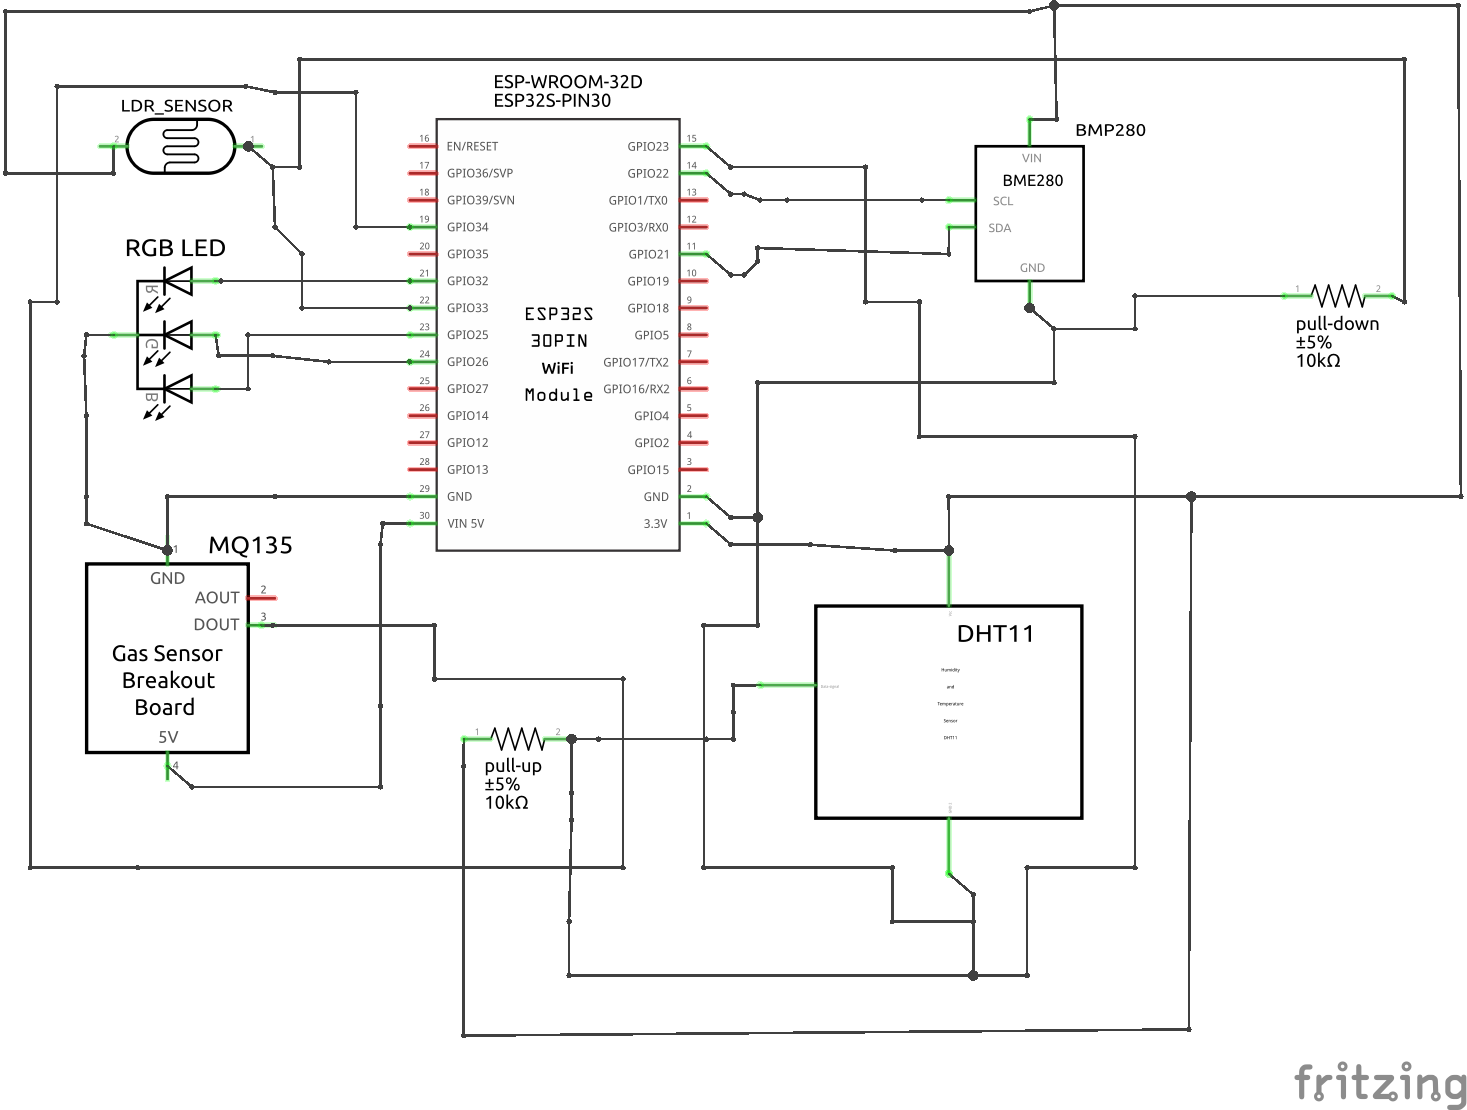 ESP-WROOM-32D
ESP32S-PIN30
LDR_SENSOR
2
1
BMP280
VIN
BME280
SCL
SDA
GND
16
EN/RESET
17
GPIO36/SVP
18
GPIO39/SVN
19
GPIO34
20
GPIO35
21
GPIO32
22
GPIO33
23
GPIO25
24
GPIO26
25
GPIO27
26
GPIO14
27
GPIO12
28
GPIO13
29
GND
30
VIN 5V
GPIO23
15
GPIO22
14
GPIO1/TX0
13
GPIO3/RX0
12
GPIO21
11
GPIO19
10
GPIO18
9
GPIO5
8
GPIO17/TX2
7
GPIO16/RX2
6
GPIO4
5
GPIO2
4
GPIO15
3
GND
2
3.3V
1
ESP32S
30PIN
WiFi
Module
RGB LED
R
G
B
1
2
pull-down
±5%
10kΩ
MQ135
1
GND
AOUT
2
DOUT
3
Gas Sensor
Breakout
Board
5V
4
1
2
pull-up
±5%
10kΩ
DHT11
Humidity
and
Temperature
Sensor
DHT11
fritzing